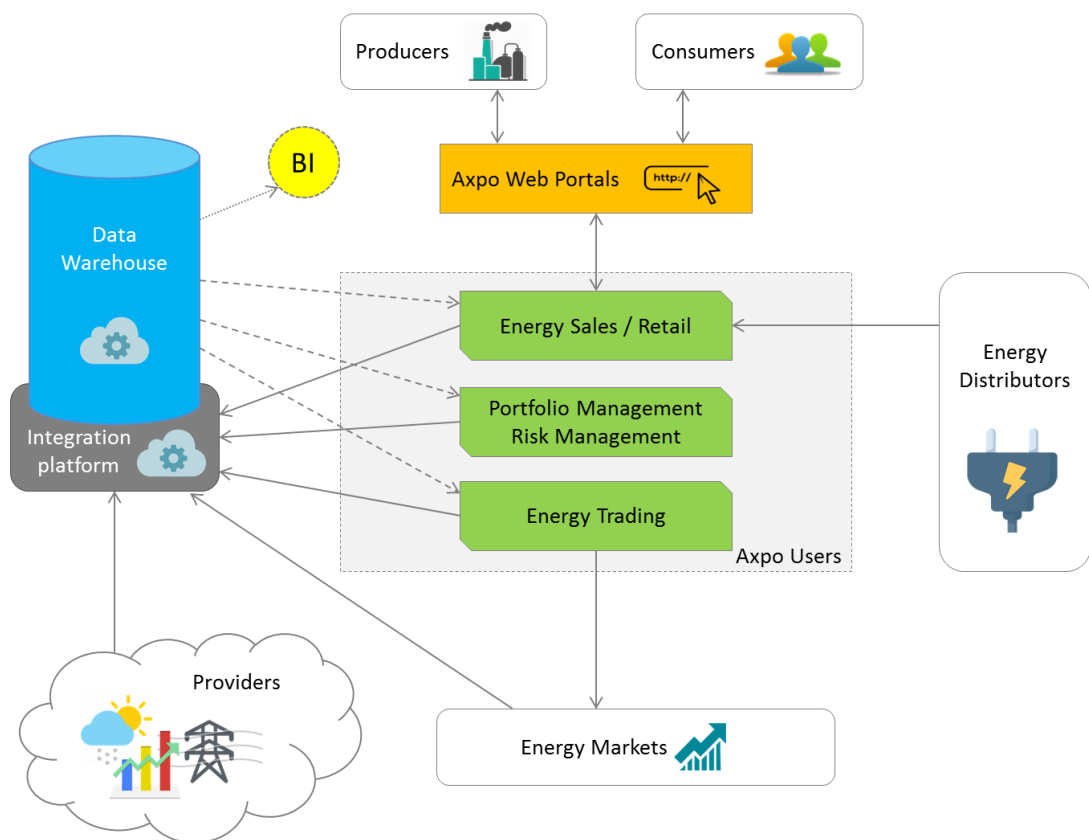 Producers
Consumers
BI
Axpo Web Portals
http://
Data
Warehouse
Energy Sales / Retail
Energy
Distributors
Portfolio Management
Risk Management
Integration
platform
Energy Trading
Axpo Users
Providers
Energy Markets